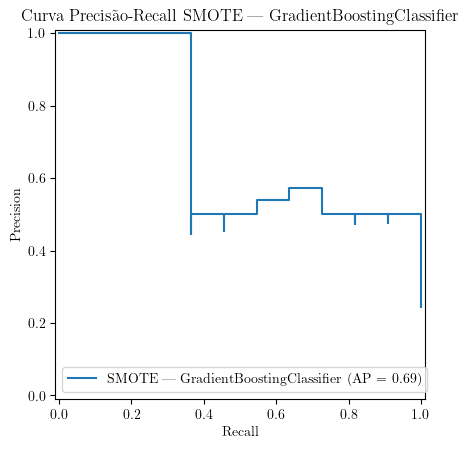 Curva Precisão-Recall SMOTE — GradientBoostingClassifier
1.0
0.8
0.6
0.4
0.2
0.0
Precision
SMOTE — GradientBoostingClassifier (AP = 0.69)
0.0 0.2 0.4 0.6 0.8 1.0
Recall